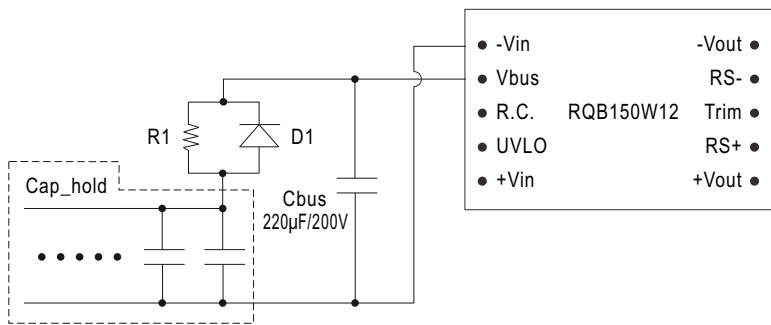 -Vin -Vout
Vbus RS-
R.C. RQB150W12 Trim
R1 D1 UVLO RS+
Cap_hold +Vin +Vout
Cbus
220µF/200V